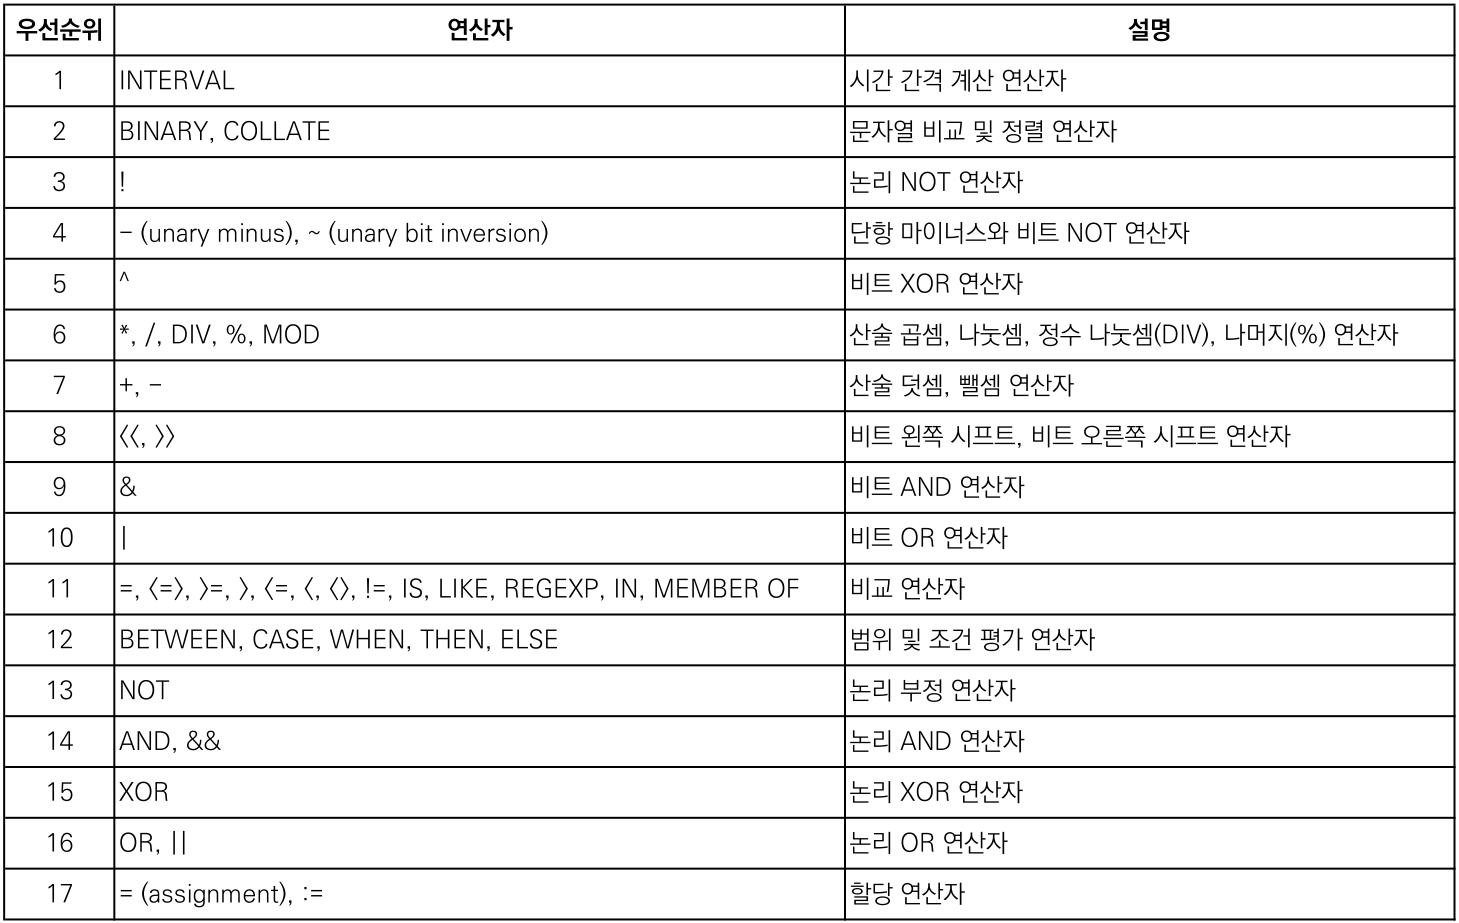 우선순위 연산자 설명
1 INTERVAL 시간 간격 계산 연산자
2 BINARY, COLLATE 문자열 비교 및 정렬 연산자
3 ! 논리 NOT 연산자
4 - (unary minus), ~ (unary bit inversion) 단항 마이너스와 비트 NOT 연산자
5 ^ 비트 XOR 연산자
6 *, /, DIV, %, MOD 산술 곱셈, 나눗셈, 정수 나눗셈(DIV), 나머지(%) 연산자
7 +, - 산술 덧셈, 뺄셈 연산자
8 〈〈, 〉〉 비트 왼쪽 시프트, 비트 오른쪽 시프트 연산자
9 & 비트 AND 연산자
10 | 비트 OR 연산자
11 =, 〈=〉, 〉=, 〉, 〈=, 〈, 〈〉, !=, IS, LIKE, REGEXP, IN, MEMBER OF 비교 연산자
12 BETWEEN, CASE, WHEN, THEN, ELSE 범위 및 조건 평가 연산자
13 NOT 논리 부정 연산자
14 AND, && 논리 AND 연산자
15 XOR 논리 XOR 연산자
16 OR, || 논리 OR 연산자
17 = (assignment), := 할당 연산자